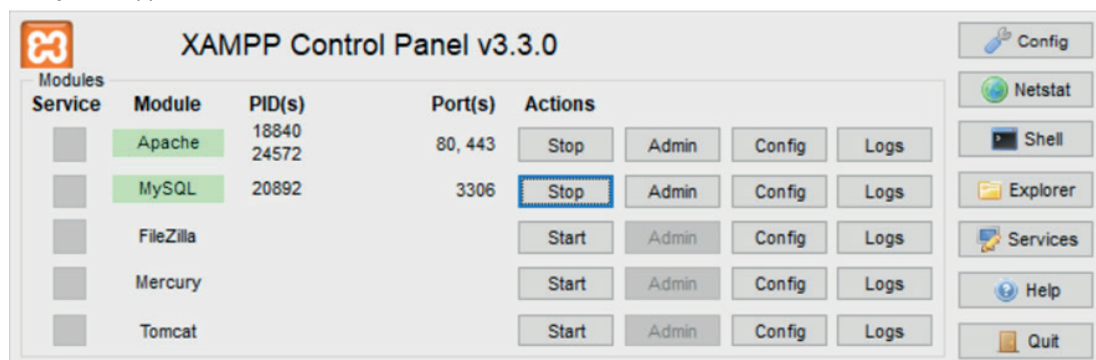 XAMPP Control Panel v3.3.0
Config
Modules
Service Module PID(s) Port(s) Actions
Netstat
Apache 18840 24572 80, 443 Stop Admin Config Logs
Shell
MySQL 20892 3306 Stop Admin Config Logs
Explorer
FileZilla Start Admin Config Logs
Services
Mercury Start Admin Config Logs
Help
Tomcat Start Admin Config Logs
Quit